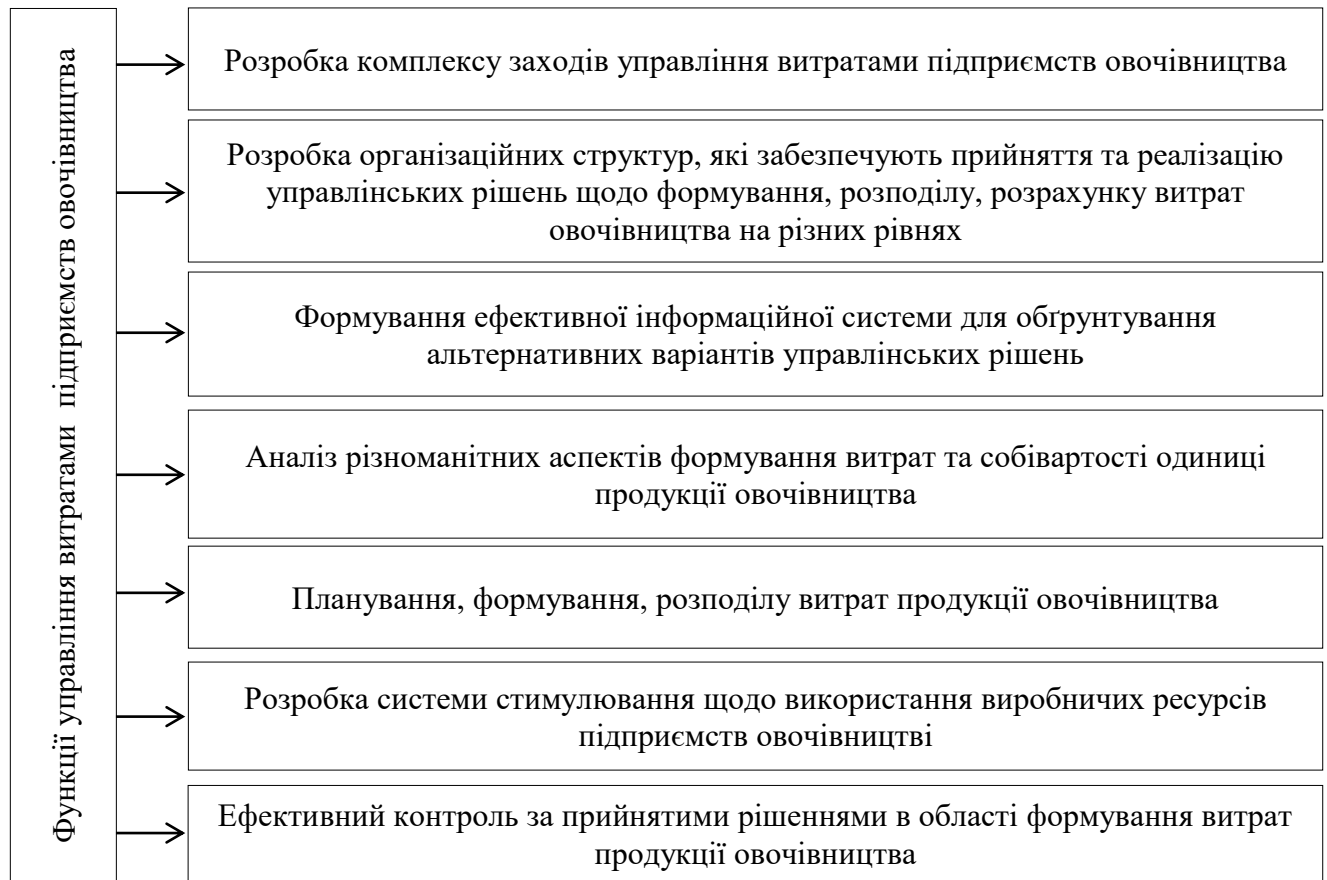 Функції управління витратами підприємств овочівництва
Розробка комплексу заходів управління витратами підприємств овочівництва
Розробка організаційних структур, які забезпечують прийняття та реалізацію
управлінських рішень щодо формування, розподілу, розрахунку витрат
овочівництва на різних рівнях
Формування ефективної інформаційної системи для обґрунтування
альтернативних варіантів управлінських рішень
Аналіз різноманітних аспектів формування витрат та собівартості одиниці
продукції овочівництва
Планування, формування, розподілу витрат продукції овочівництва
Розробка системи стимулювання щодо використання виробничих ресурсів
підприємств овочівництві
Ефективний контроль за прийнятими рішеннями в області формування витрат
продукції овочівництва